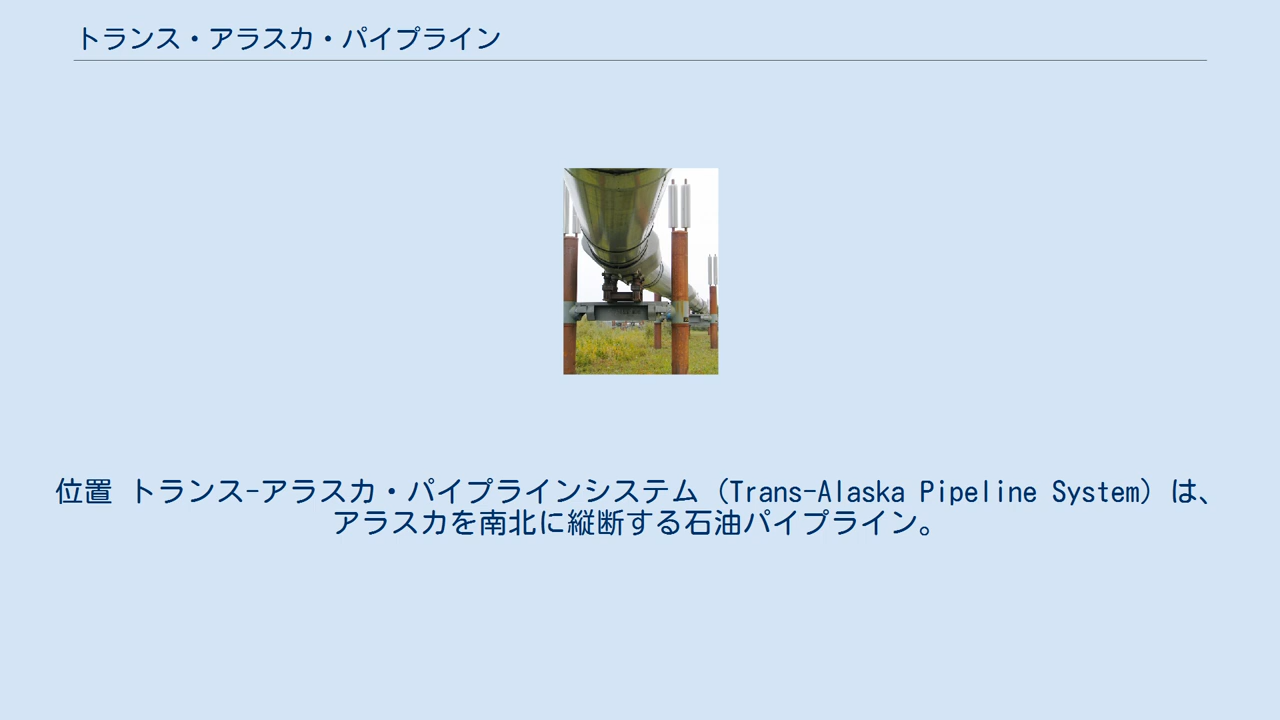 トランス・アラスカ・パイプライン
位置 トランス-アラスカ・パイプラインシステム（Trans-Alaska Pipeline System）は、
アラスカを南北に縦断する石油パイプライン。